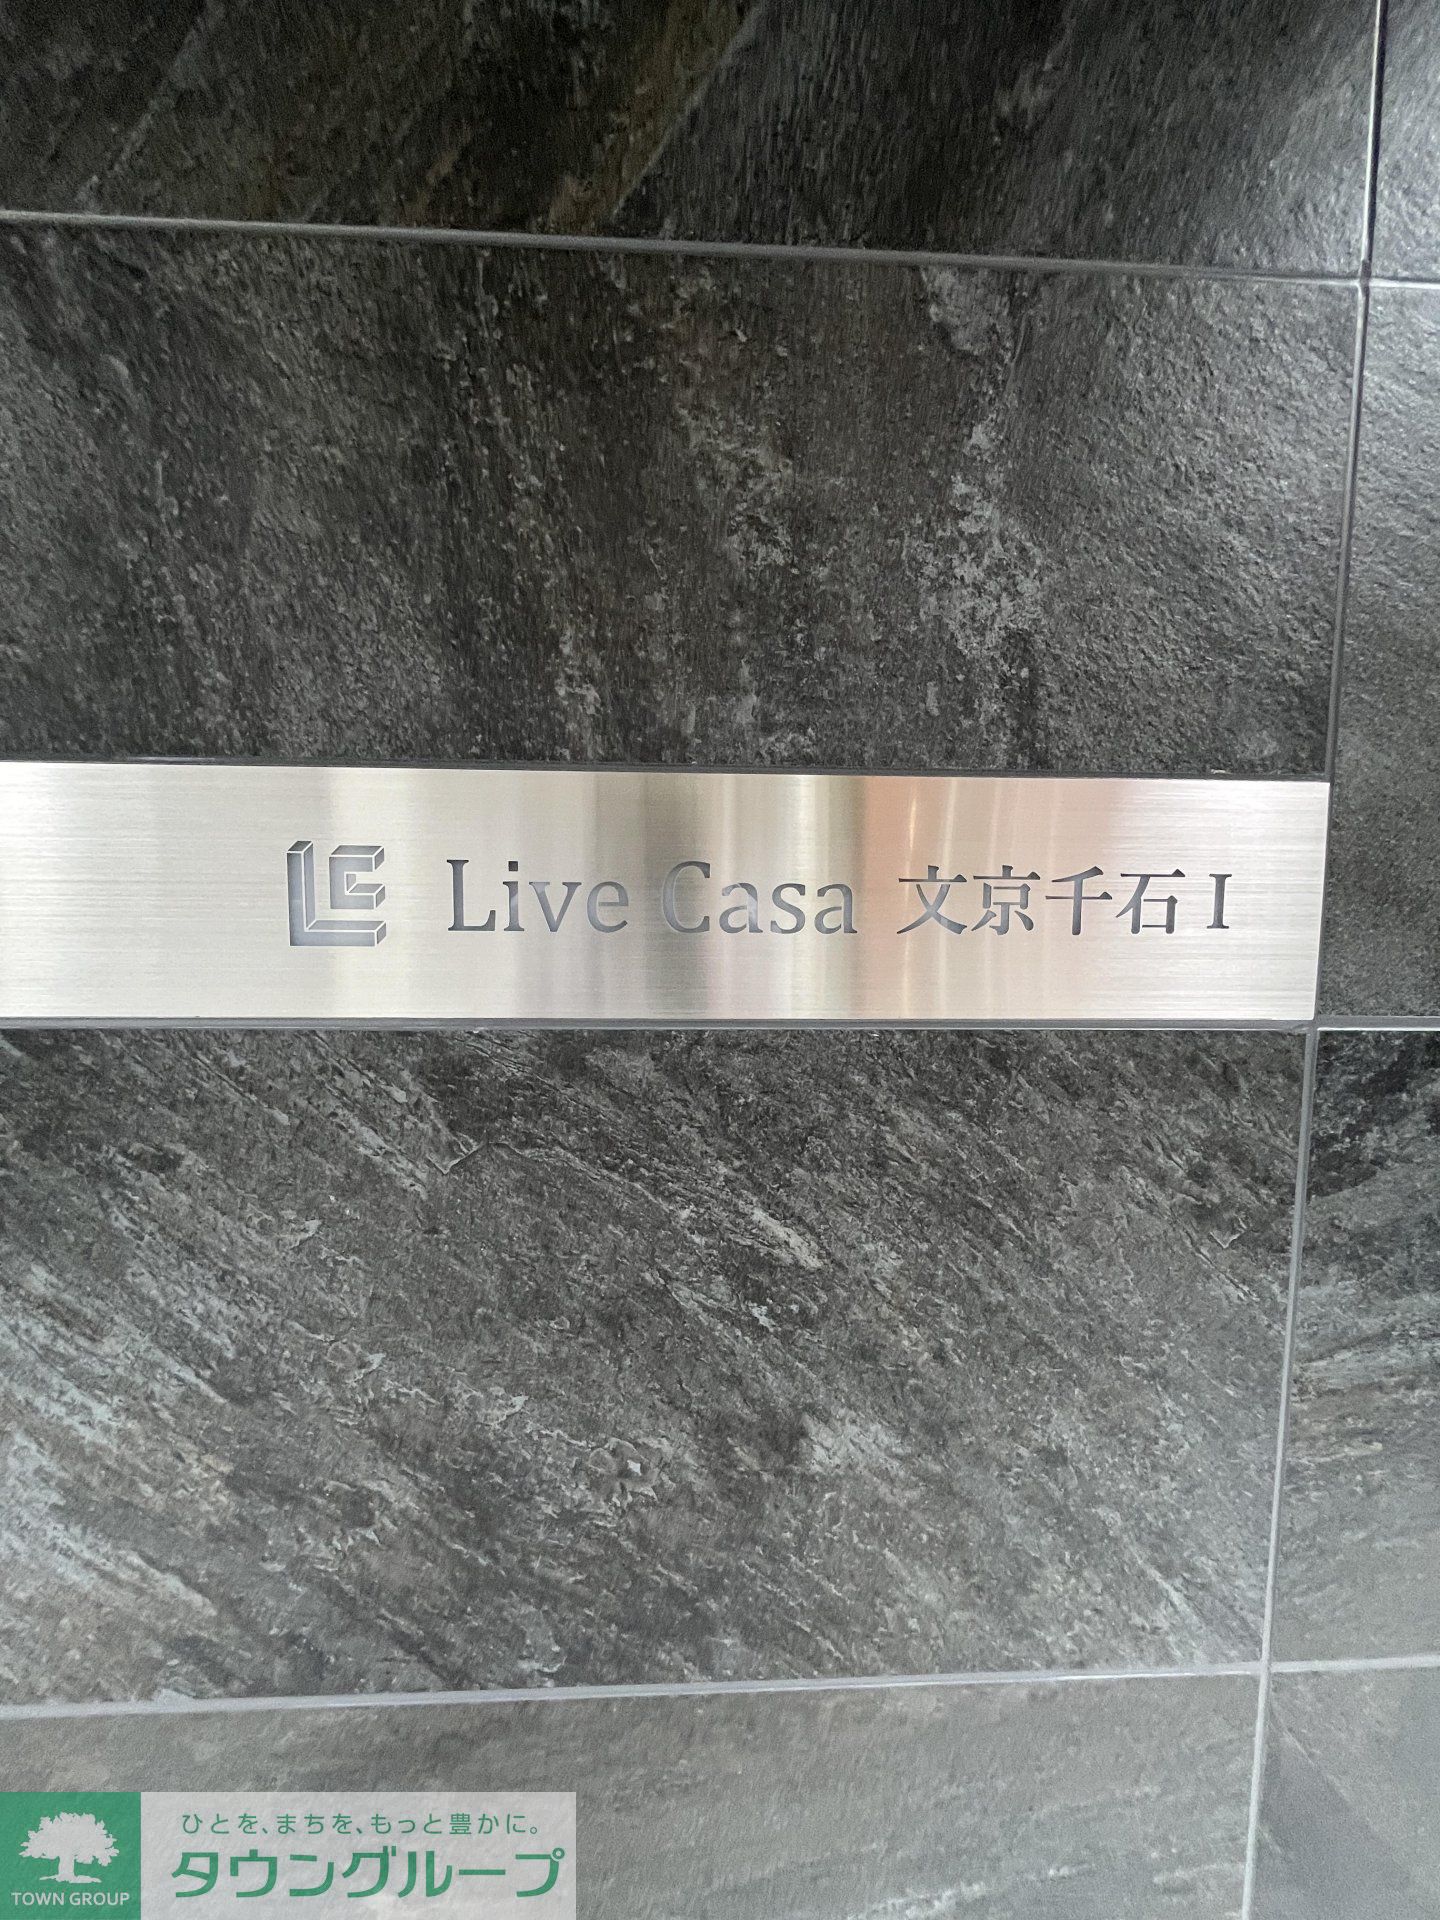 LC Live Casa 文京千石 I
ひとを、まちを、もっと豊かに。
タウングループ
TOWN GROUP